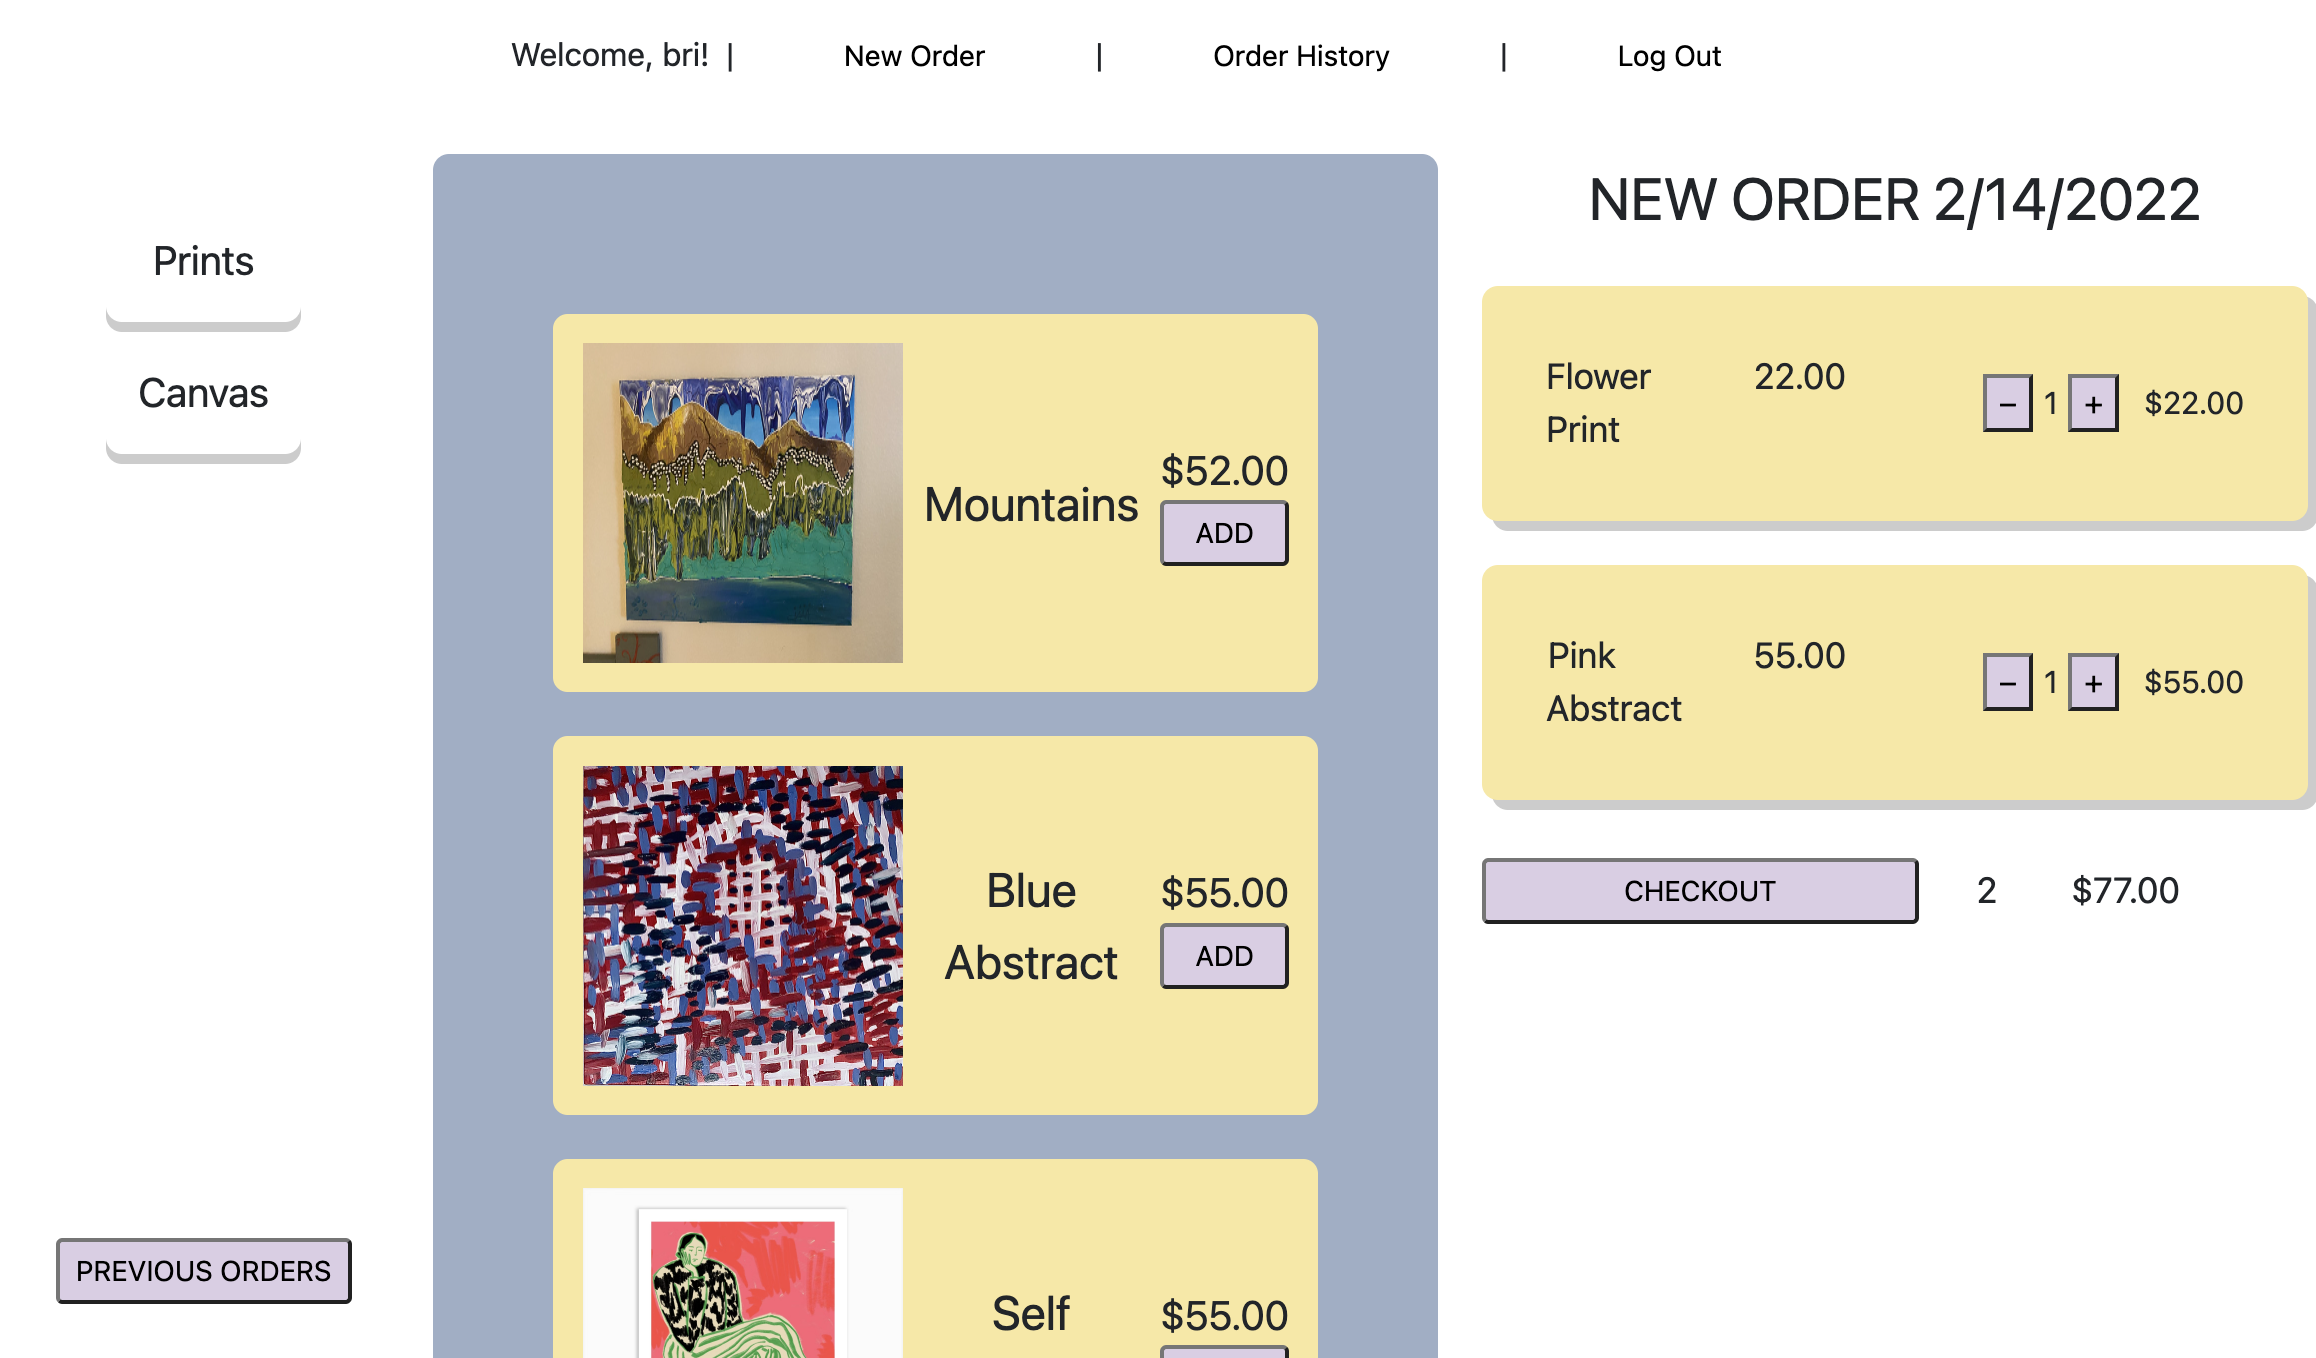 Welcome, bri! | New Order | Order History | Log Out
Prints
Canvas
PREVIOUS ORDERS
Mountains
$52.00
ADD
Blue
Abstract
$55.00
ADD
Self
$55.00
NEW ORDER 2/14/2022
Flower
Print
22.00
− 1 + $22.00
Pink
Abstract
55.00
− 1 + $55.00
CHECKOUT 2 $77.00